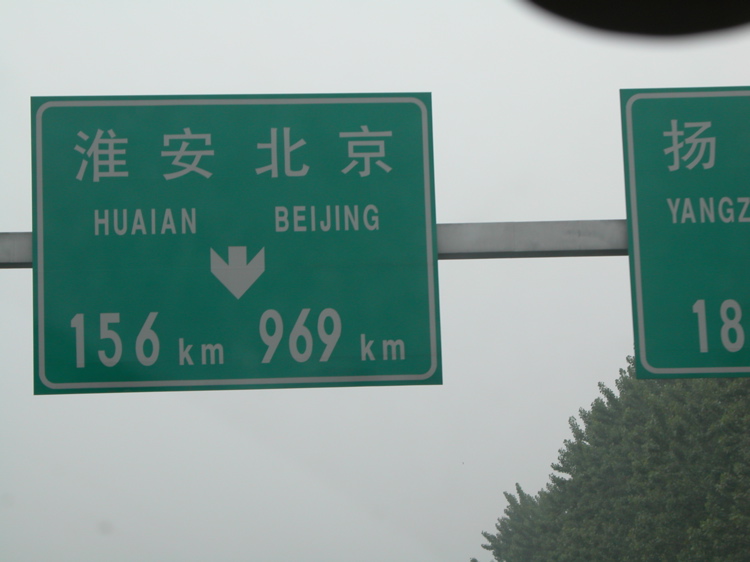 淮安 北京
HUAIAN BEIJING
156 km 969 km
扬
YANGZ
18